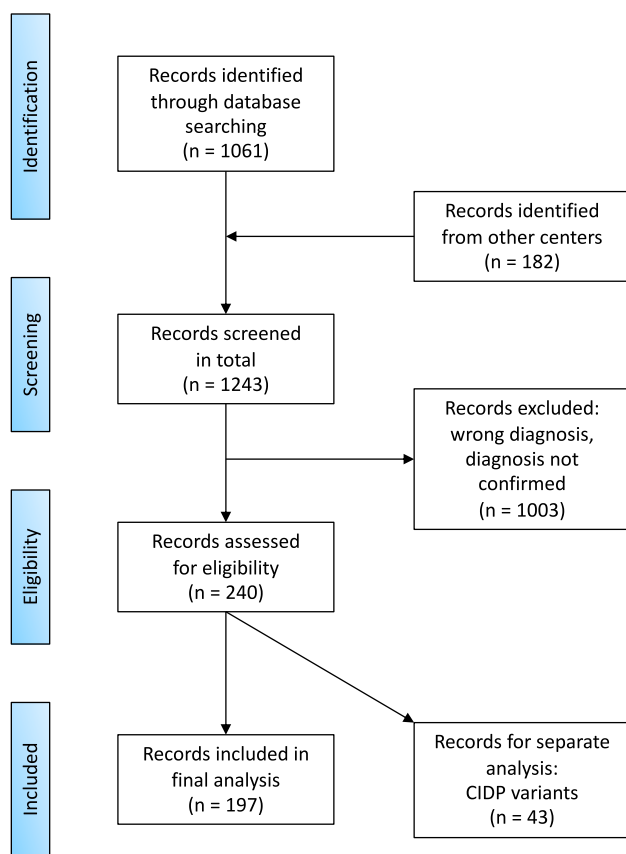 Identification
Records identified
through database
searching
(n = 1061)
Records identified
from other centers
(n = 182)
Screening
Records screened
in total
(n = 1243)
Records excluded:
wrong diagnosis,
diagnosis not
confirmed
(n = 1003)
Eligibility
Records assessed
for eligibility
(n = 240)
Included
Records included in
final analysis
(n = 197)
Records for separate
analysis:
CIDP variants
(n = 43)